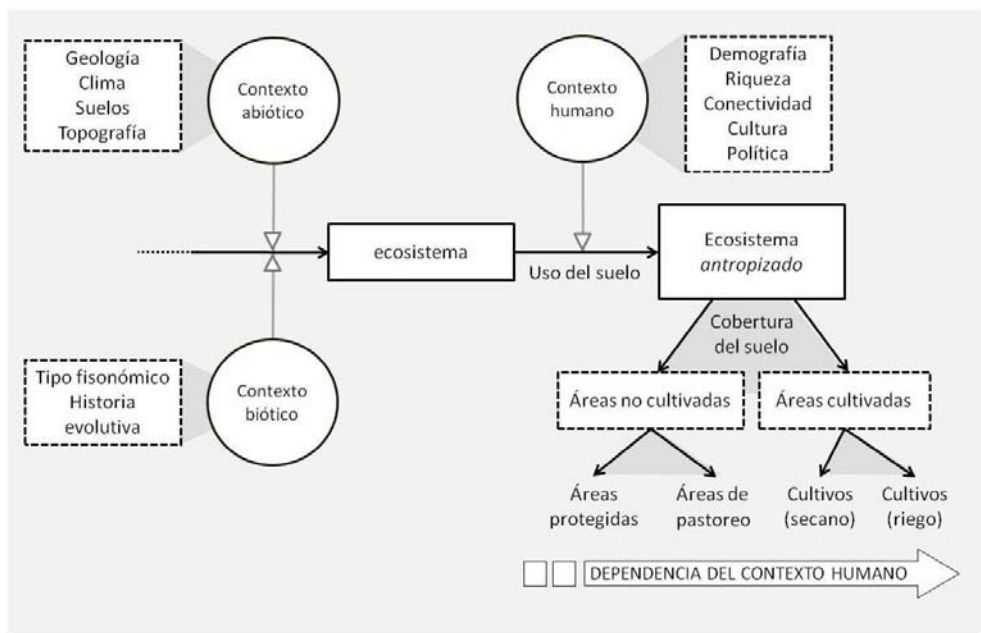 Geología
Clima
Suelos
Topografía
Contexto
abiótico
Contexto
humano
Demografía
Riqueza
Conectividad
Cultura
Política
ecosistema
Uso del suelo
Ecosistema
antropizado
Cobertura
del suelo
Tipo fisonómico
Historia
evolutiva
Contexto
biótico
Áreas no cultivadas
Áreas cultivadas
Áreas
protegidas
Áreas de
pastoreo
Cultivos
(secano)
Cultivos
(riego)
DEPENDENCIA DEL CONTEXTO HUMANO